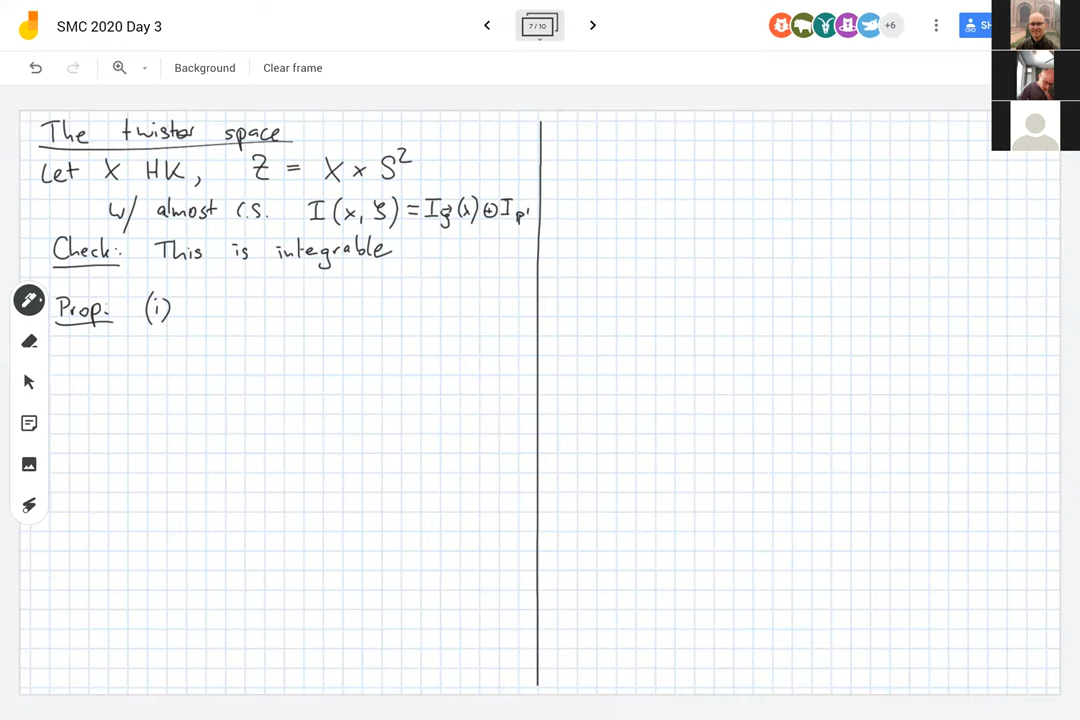 SMC 2020 Day 3
7 / 10
+6
SH
Background
Clear frame
The twistor space
Let X HK, Z = X × S²
w/ almost c.s. I(x, ζ) = I_ζ(x) ⊕ I_P¹
Check: This is integrable
Prop: (i)